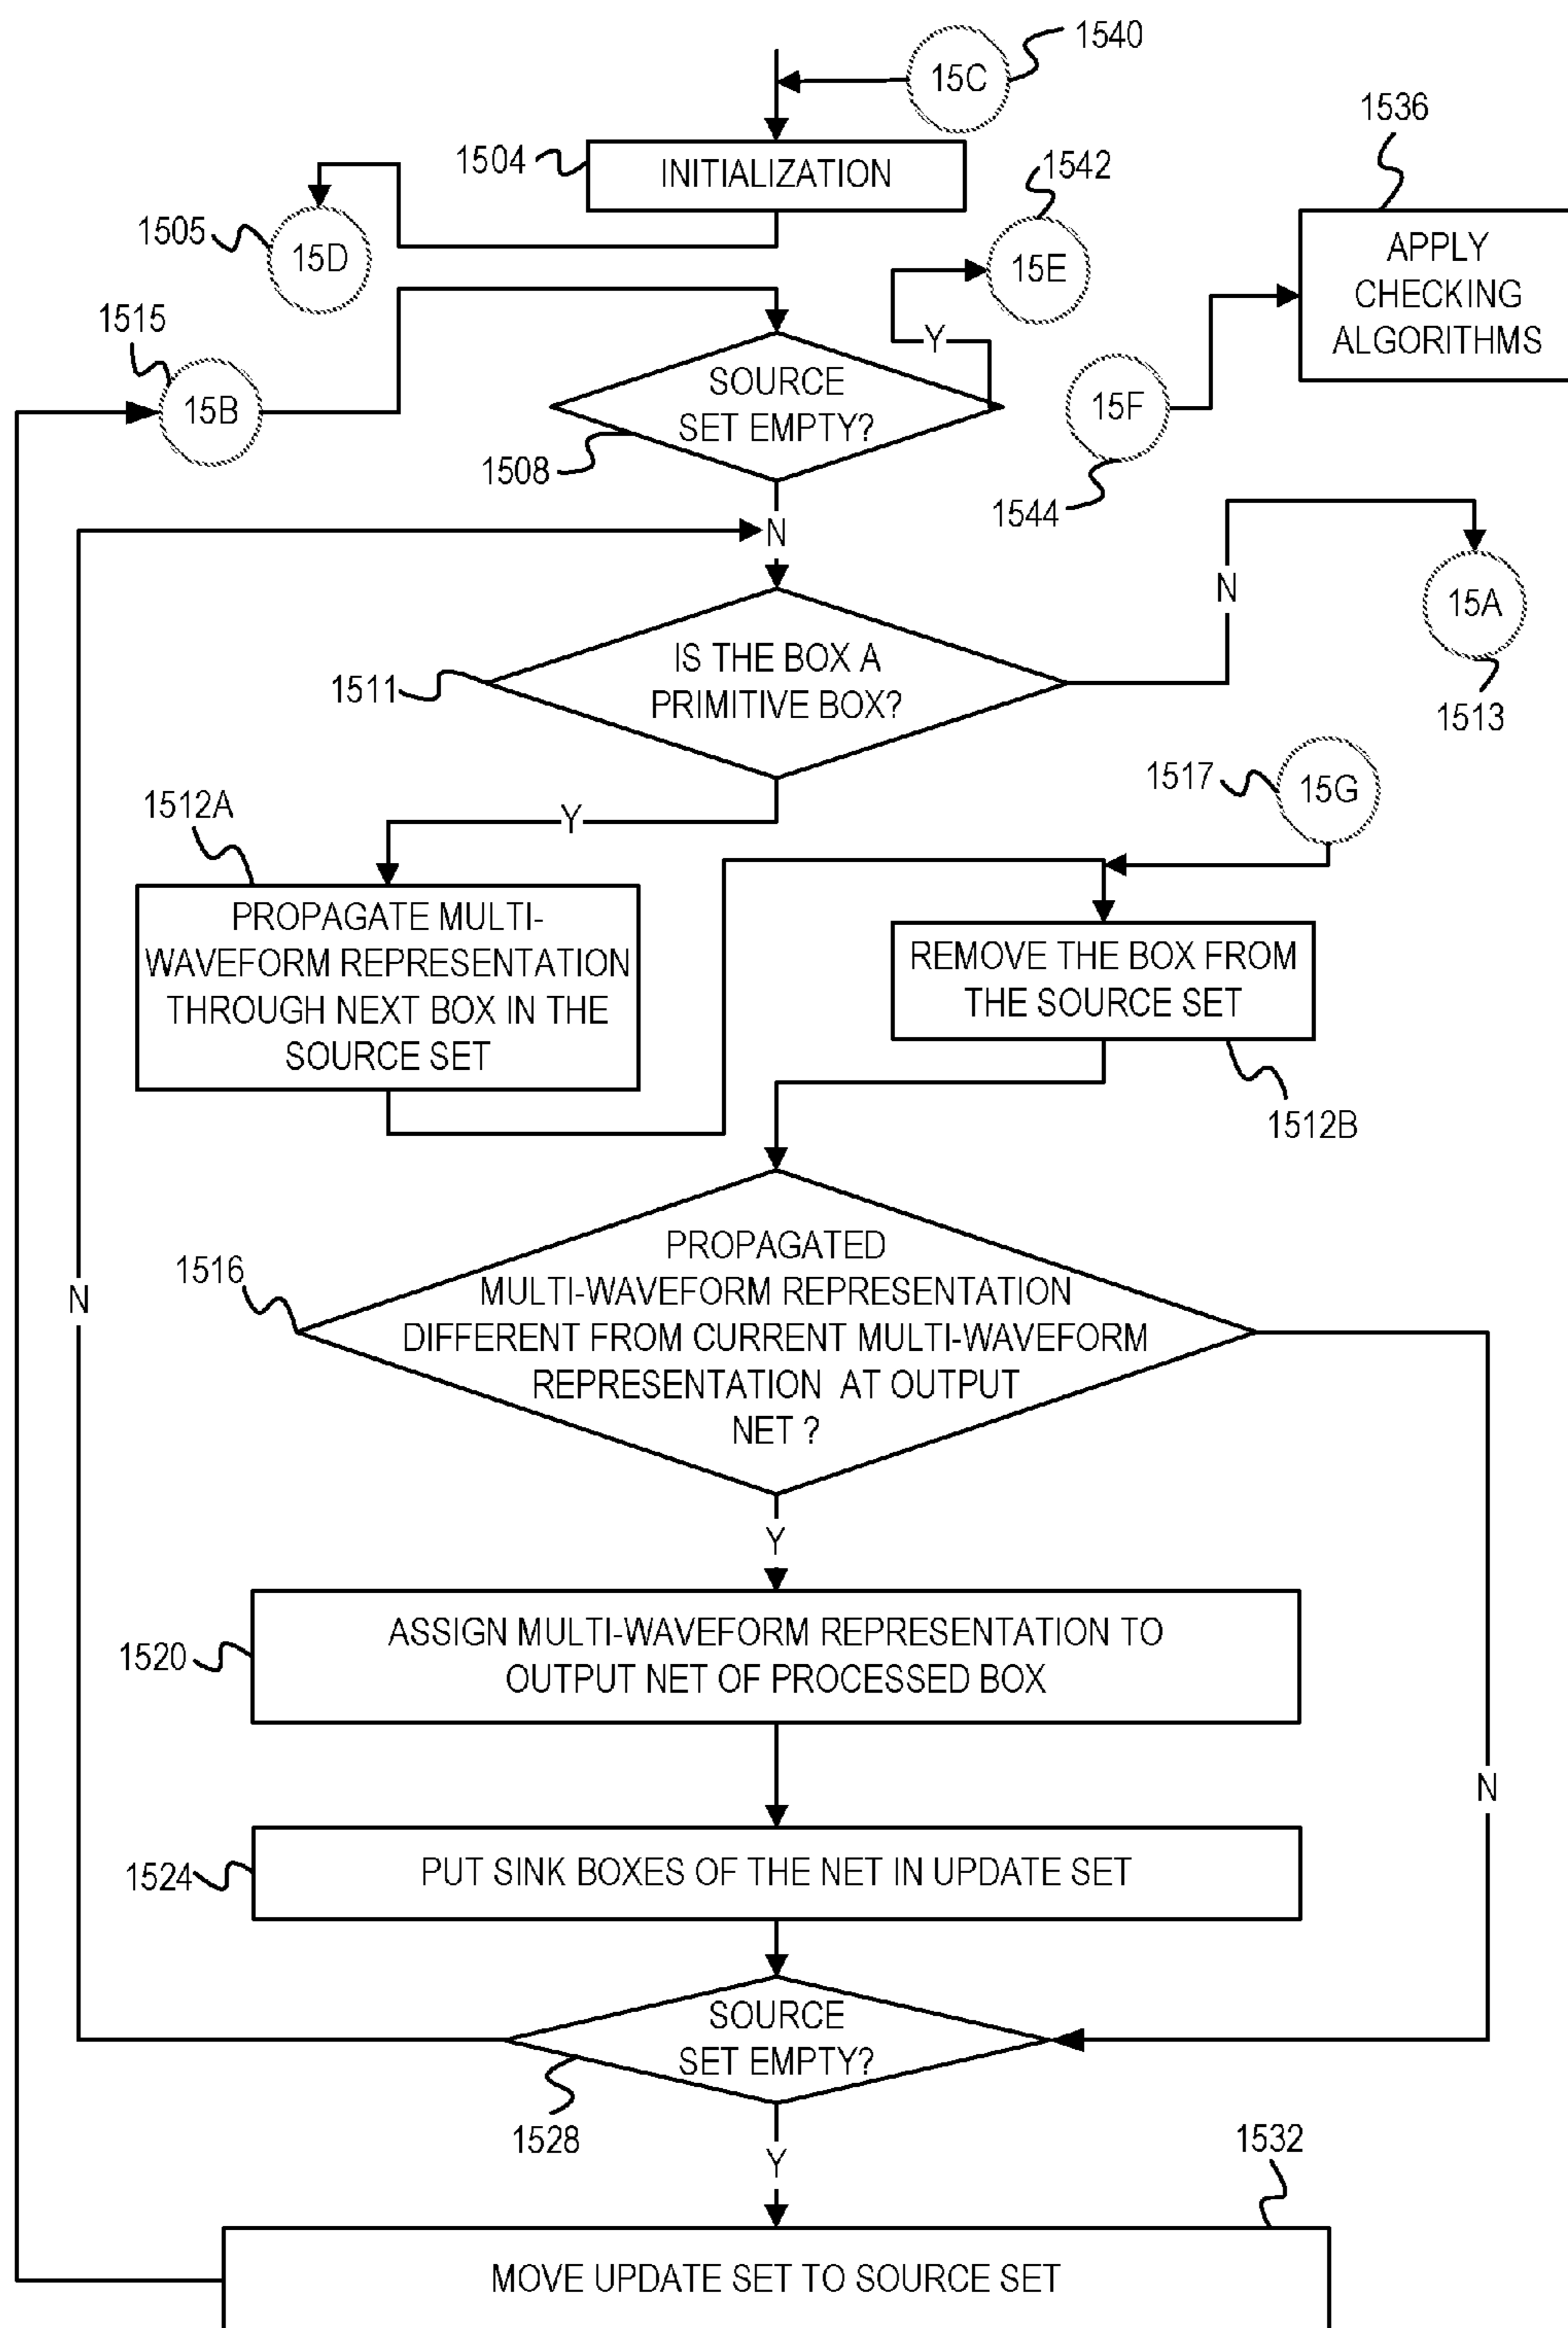 1540
15C
1536
1504
INITIALIZATION
1542
1505
15D
15E
APPLY
CHECKING
ALGORITHMS
1515
Y
15B
SOURCE
SET EMPTY?
15F
1508
1544
N
N
15A
1511
IS THE BOX A
PRIMITIVE BOX?
1513
1517
15G
1512A
Y
PROPAGATE MULTI-
WAVEFORM REPRESENTATION
THROUGH NEXT BOX IN THE
SOURCE SET
REMOVE THE BOX FROM
THE SOURCE SET
1512B
1516
PROPAGATED
MULTI-WAVEFORM REPRESENTATION
DIFFERENT FROM CURRENT MULTI-WAVEFORM
REPRESENTATION AT OUTPUT
NET ?
N
Y
1520
ASSIGN MULTI-WAVEFORM REPRESENTATION TO
OUTPUT NET OF PROCESSED BOX
N
1524
PUT SINK BOXES OF THE NET IN UPDATE SET
SOURCE
SET EMPTY?
1528
Y
1532
MOVE UPDATE SET TO SOURCE SET